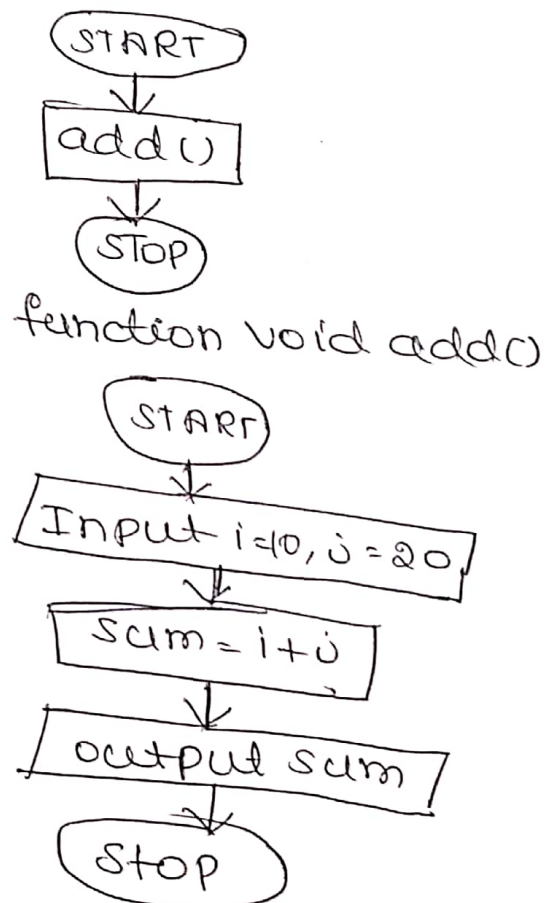 START
add()
STOP
function void add()
START
Input i=10, j=20
sum=i+j
output sum
Stop